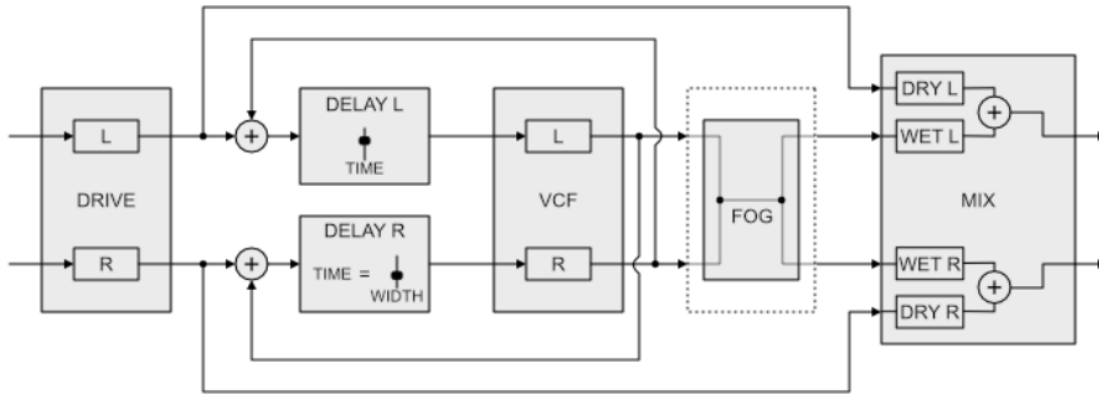 DRIVE
L
R
+
+
DELAY L
TIME
DELAY R
TIME =
WIDTH
VCF
L
R
FOG
MIX
DRY L
WET L
+
WET R
DRY R
+